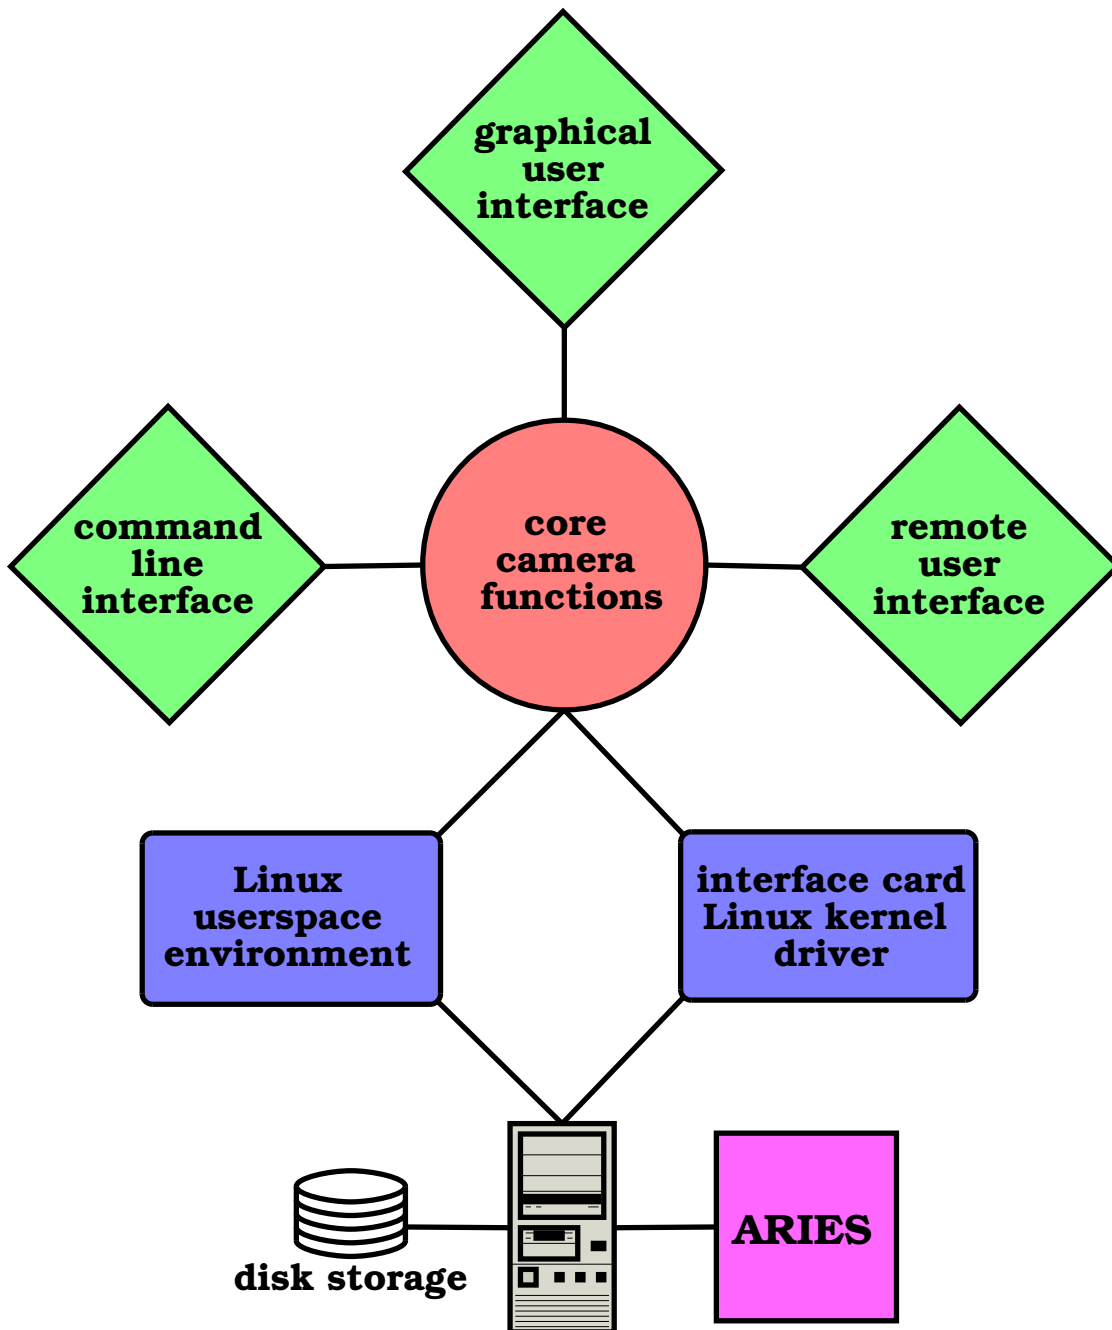 graphical
user
interface
command
line
interface
core
camera
functions
remote
user
interface
Linux
userspace
environment
interface card
Linux kernel
driver
disk storage
ARIES